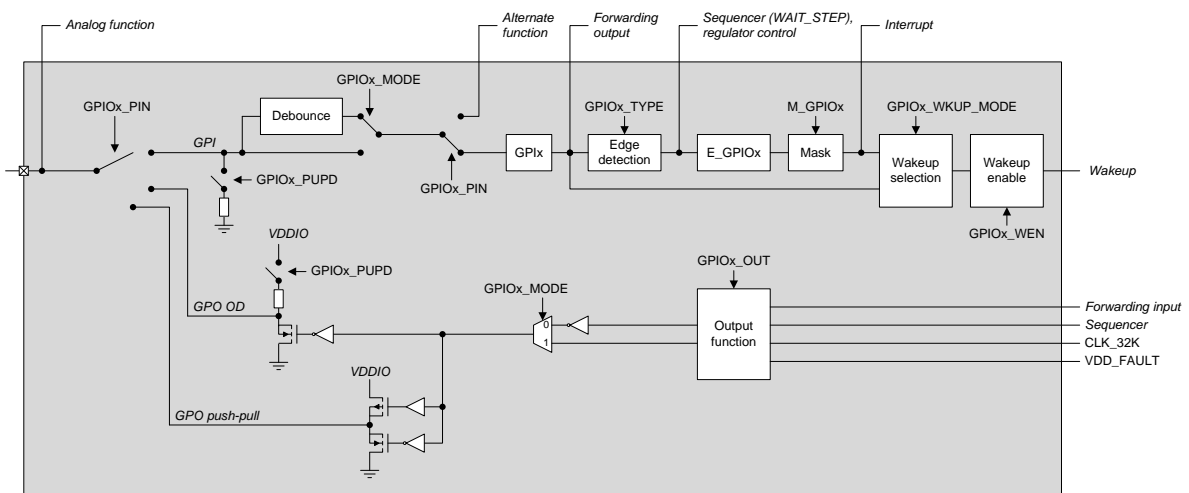 Analog function
Alternate
function
Forwarding
output
Sequencer (WAIT_STEP),
regulator control
Interrupt
GPIOx_PIN
GPIOx_MODE
Debounce
GPI
GPIOx_PUPD
GPIOx_PIN
GPIx
GPIOx_TYPE
Edge
detection
E_GPIOx
M_GPIOx
Mask
GPIOx_WKUP_MODE
Wakeup
selection
Wakeup
enable
Wakeup
GPIOx_WEN
VDDIO
GPIOx_PUPD
GPO OD
GPIOx_MODE
0
1
GPIOx_OUT
Output
function
Forwarding input
Sequencer
CLK_32K
VDD_FAULT
VDDIO
GPO push-pull